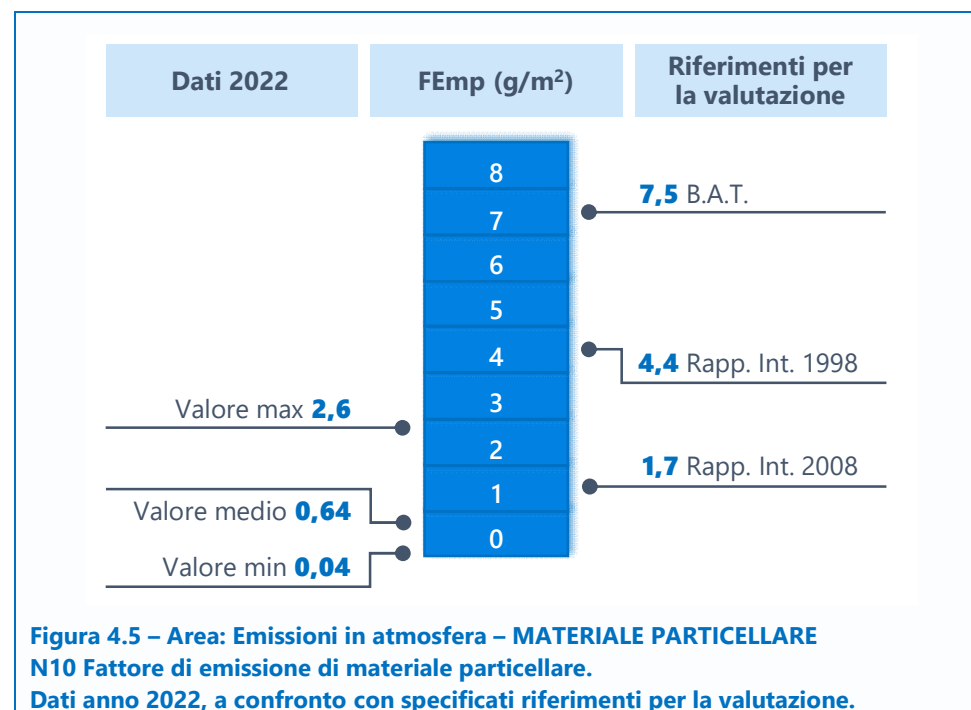 Dati 2022
FEmp (g/m²)
Riferimenti per
la valutazione
8
7
6
5
4
3
2
1
0
7,5 B.A.T.
4,4 Rapp. Int. 1998
1,7 Rapp. Int. 2008
Valore max 2,6
Valore medio 0,64
Valore min 0,04
Figura 4.5 – Area: Emissioni in atmosfera – MATERIALE PARTICELLARE
N10 Fattore di emissione di materiale particellare.
Dati anno 2022, a confronto con specificati riferimenti per la valutazione.